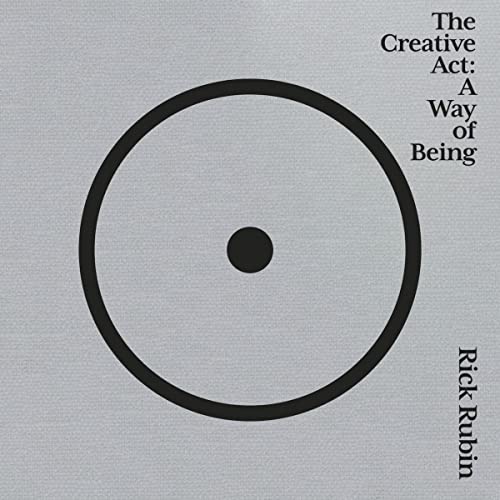 The
Creative
Act:
A
Way
of
Being
Rick Rubin